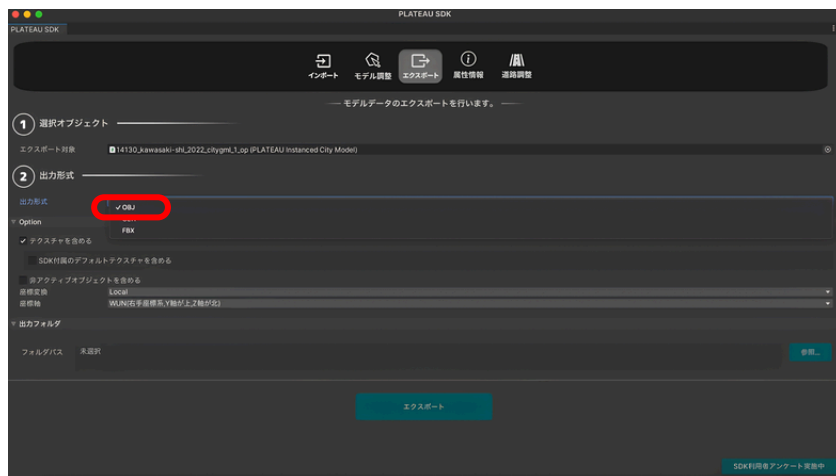 PLATEAU SDK
PLATEAU SDK
インポート モデル調整 エクスポート 属性情報 道路調整
モデルデータのエクスポートを行います。
1 選択オブジェクト
エクスポート対象 14130_kawasaki-shi_2022_citygml_1_op (PLATEAU Instanced City Model)
2 出力形式
出力形式
✓ OBJ
FBX
Option
テクスチャを含める
SDK付属のデフォルトテクスチャを含める
非アクティブオブジェクトを含める
座標変換 Local
座標軸 WUN(右手座標系,Y軸が上,Z軸が北)
出力フォルダ
フォルダパス 未選択 参照...
エクスポート
SDK利用者アンケート実施中